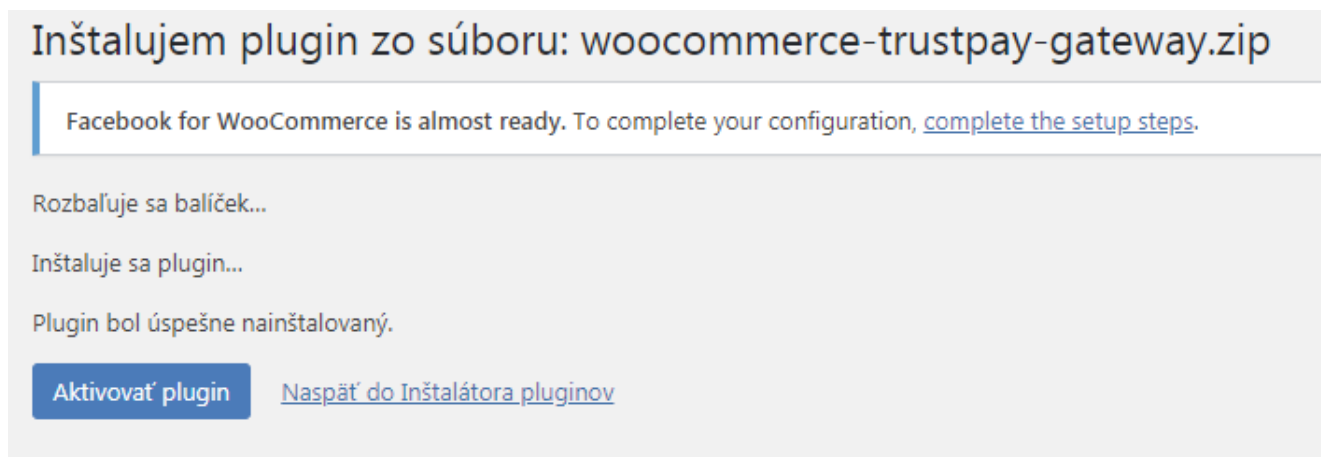 Inštalujem plugin zo súboru: woocommerce-trustpay-gateway.zip
Facebook for WooCommerce is almost ready. To complete your configuration, complete the setup steps.
Rozbaľuje sa balíček...
Inštaluje sa plugin...
Plugin bol úspešne nainštalovaný.
Aktivovať plugin Naspäť do Inštalátora pluginov